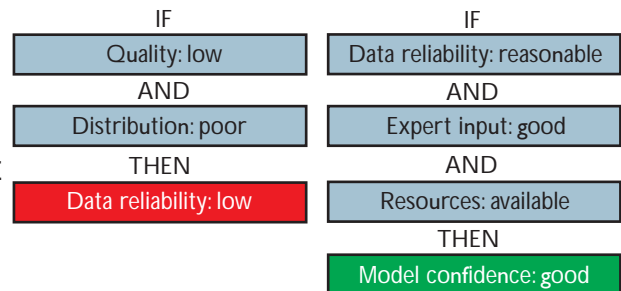 IF
Quality: low
AND
Distribution: poor
THEN
Data reliability: low
IF
Data reliability: reasonable
AND
Expert input: good
AND
Resources: available
THEN
Model confidence: good